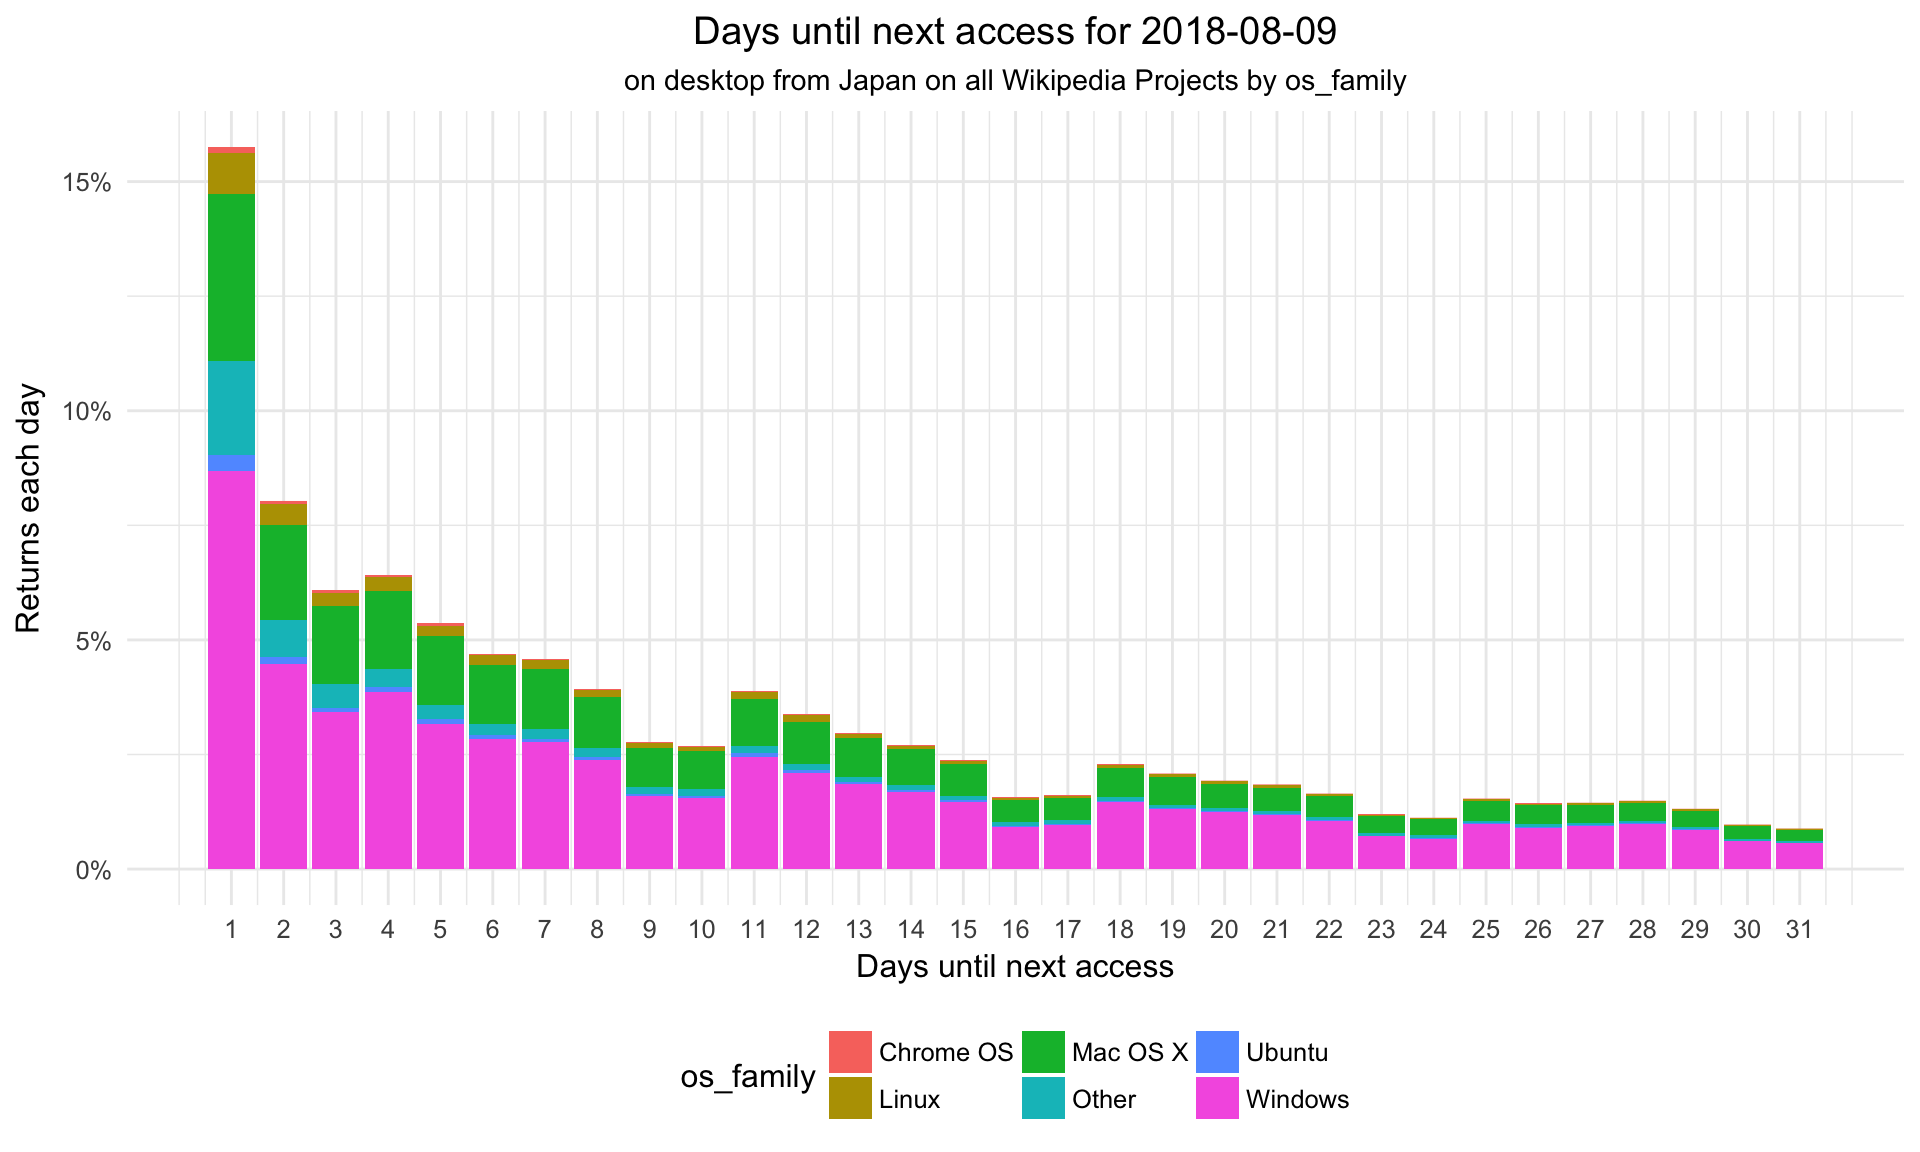 Days until next access for 2018-08-09
on desktop from Japan on all Wikipedia Projects by os_family
Returns each day
15%
10%
5%
0%
1 2 3 4 5 6 7 8 9 10 11 12 13 14 15 16 17 18 19 20 21 22 23 24 25 26 27 28 29 30 31
Days until next access
os_family
Chrome OS Mac OS X Ubuntu
Linux Other Windows